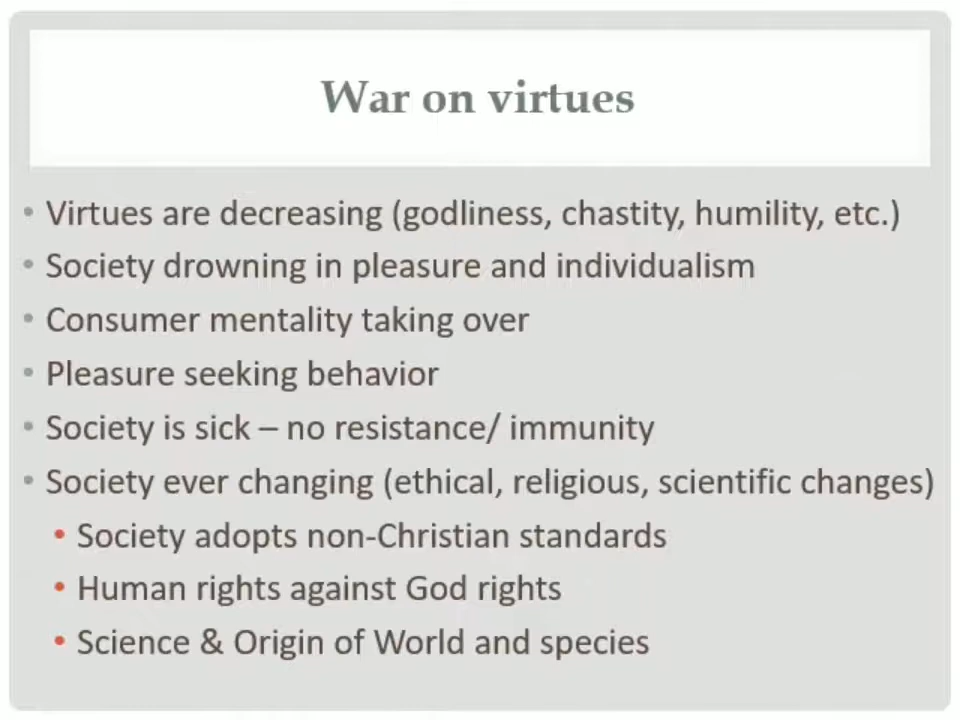 War on virtues
• Virtues are decreasing (godliness, chastity, humility, etc.)
• Society drowning in pleasure and individualism
• Consumer mentality taking over
• Pleasure seeking behavior
• Society is sick – no resistance/ immunity
• Society ever changing (ethical, religious, scientific changes)
• Society adopts non-Christian standards
• Human rights against God rights
• Science & Origin of World and species